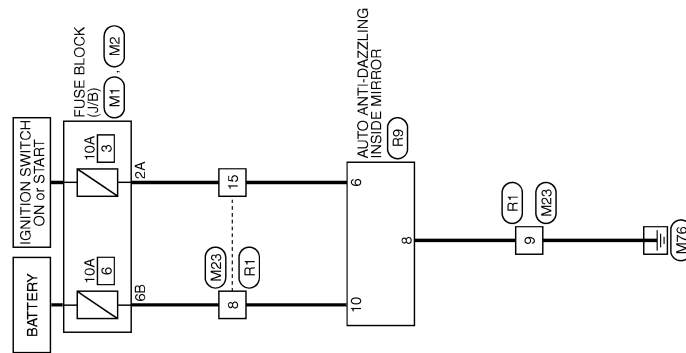 BATTERY
IGNITION SWITCH
ON or START
FUSE BLOCK
(J/B)
M1 , M2
10A
6
10A
3
6B
2A
M23
8
R1
15
AUTO ANTI-DAZZLING
INSIDE MIRROR
R9
10
6
8
R1
9
M23
M76